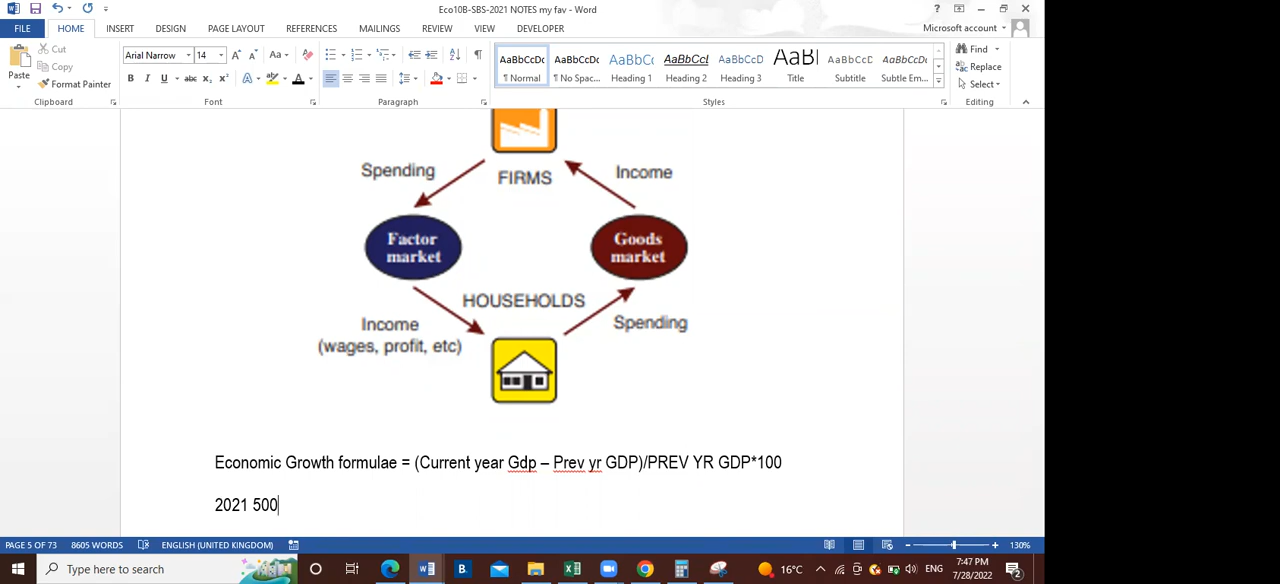 Eco10B-SBS-2021 NOTES my fav - Word
FILE HOME INSERT DESIGN PAGE LAYOUT REFERENCES MAILINGS REVIEW VIEW DEVELOPER Microsoft account
Paste
Cut
Copy
Format Painter
Clipboard
Arial Narrow 14
Font
Paragraph
AaBbCcDc AaBbCcDc AaBbCc AaBbCcI AaBbCcD AaBl AaBbCcC AaBbCcDc
¶ Normal ¶ No Spac... Heading 1 Heading 2 Heading 3 Title Subtitle Subtle Em...
Styles
Find
Replace
Select
Editing
Spending
FIRMS
Income
Factor
market
Goods
market
HOUSEHOLDS
Income
(wages, profit, etc)
Spending
Economic Growth formulae = (Current year Gdp – Prev yr GDP)/PREV YR GDP*100
2021 500
PAGE 5 OF 73 8605 WORDS ENGLISH (UNITED KINGDOM) 130%
Type here to search
16°C
ENG
7:47 PM
7/28/2022